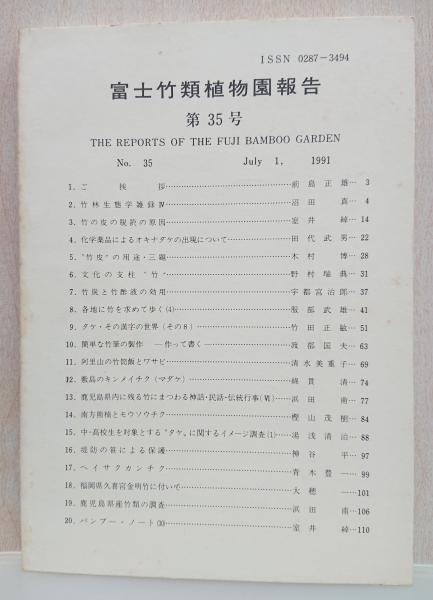 ISSN 0287-3494
富士竹類植物園報告
第35号
THE REPORTS OF THE FUJI BAMBOO GARDEN
No. 35 July 1, 1991
1. ご挨拶……前島正雄…3
2. 竹林生態学雑録Ⅳ……沼田真…4
3. 竹の皮の脱落の原因……室井綽…14
4. 化学薬品によるオキナダケの出現について……田代武男…22
5. “竹皮”の用途・三題……木村博…28
6. 文化の支柱“竹”……野村瑞典…31
7. 竹炭と竹酢液の効用……宇都宮治郎…37
8. 各地に竹を求めて歩く(4)……服部武雄…41
9. タケ・その漢字の世界(その8)……竹田正敏…51
10. 簡単な竹筆の製作 ―作って書く―……渡部国夫…63
11. 阿里山の竹筒飯とワサビ……清水美重子…69
12. 敷島のキンメイチク(マダケ)……綿貫清…74
13. 鹿児島県内に残る竹にまつわる神話・民話・伝統行事(Ⅵ)……浜田甫…77
14. 南方熊楠とモウソウチク……樫山茂樹…84
15. 中・高校生を対象とする“タケ”に関するイメージ調査(1)……湯浅清治…88
16. 堤防の笹による保護……神谷平…97
17. ヘイサクカンチク……青木豊一…99
18. 福岡県久喜宮金明竹に付いて……大穂一…101
19. 鹿児島県産竹類の調査……浜田甫…106
20. バンブー・ノート……室井綽…110